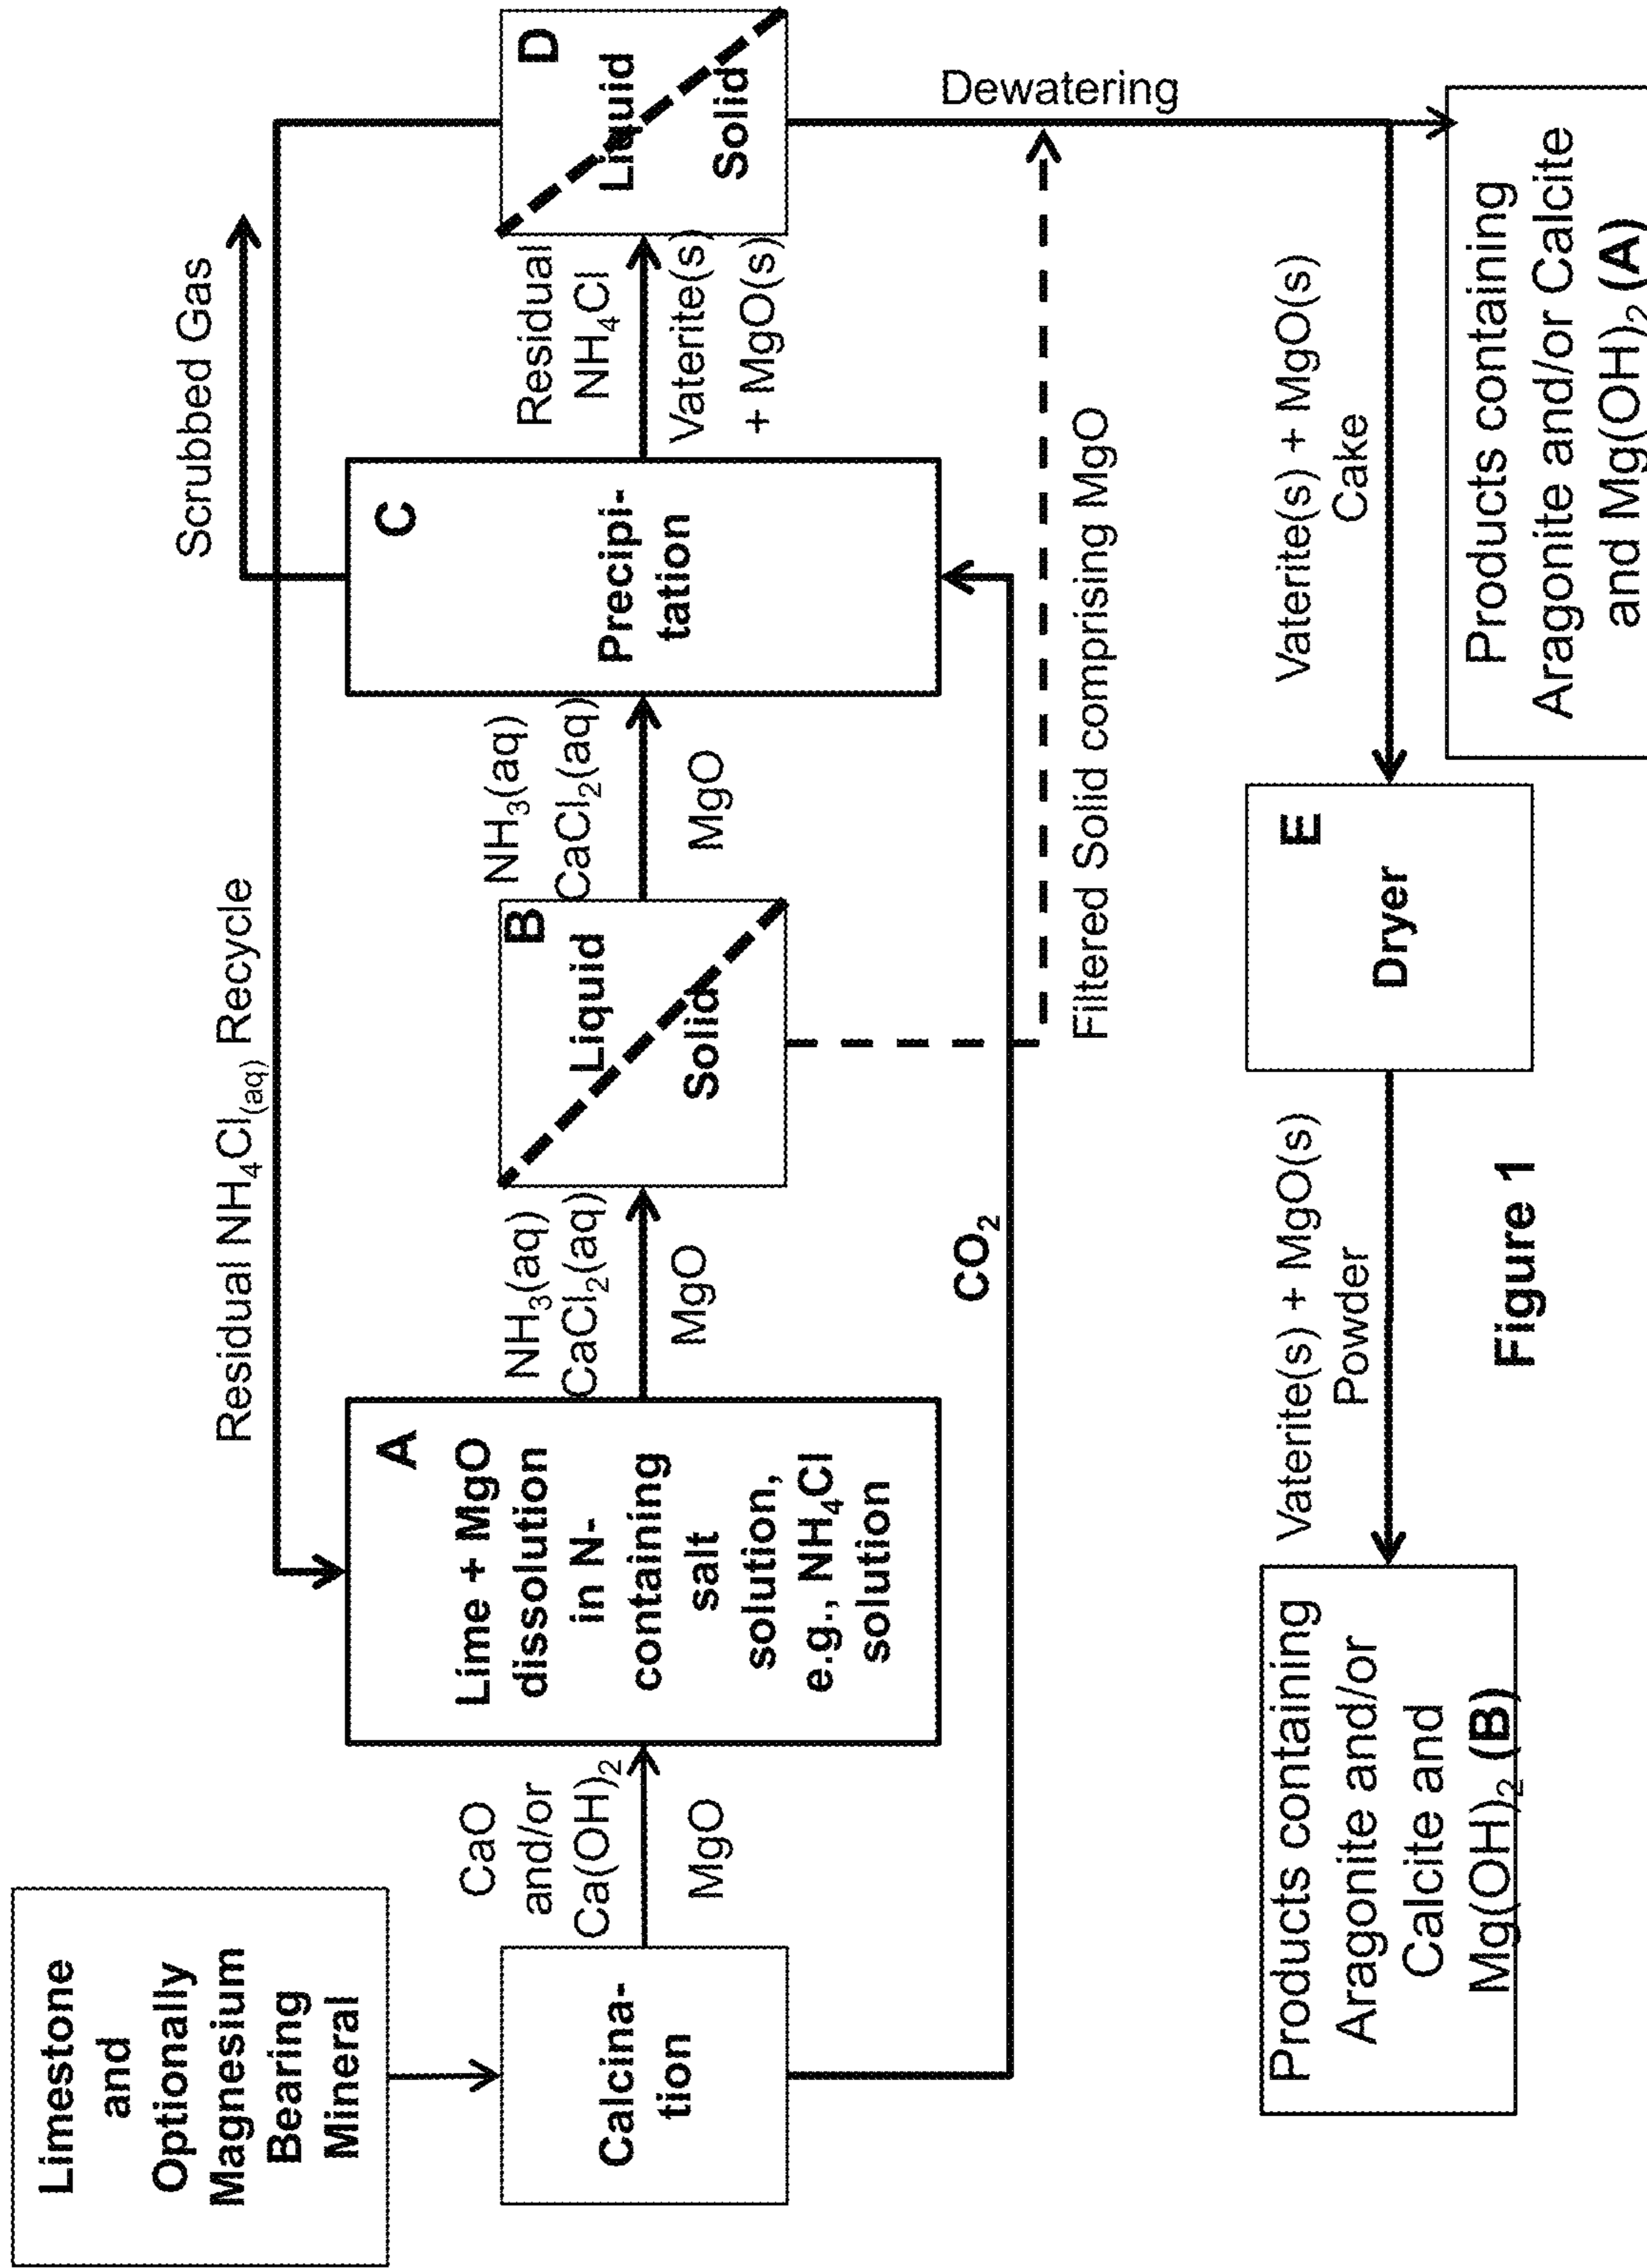 Limestone
and
Optionally
Magnesium
Bearing
Mineral
Calcina-
tion
CaO
and/or
Ca(OH)₂
MgO
Residual NH₄Cl(aq) Recycle
A
Lime + MgO
dissolution
in N-
containing
salt
solution,
e.g., NH₄Cl
solution
NH₃(aq)
CaCl₂(aq)
MgO
B
Liquid
Solid
NH₃(aq)
CaCl₂(aq)
MgO
Scrubbed Gas
C
Precipi-
tation
Residual
NH₄Cl
Vaterite(s)
+ MgO(s)
D
Liquid
Solid
CO₂
Filtered Solid comprising MgO
Dewatering
Vaterite(s) + MgO(s)
Cake
Products containing
Aragonite and/or Calcite
and Mg(OH)₂ (A)
E
Dryer
Vaterite(s) + MgO(s)
Powder
Products containing
Aragonite and/or
Calcite and
Mg(OH)₂ (B)
Figure 1